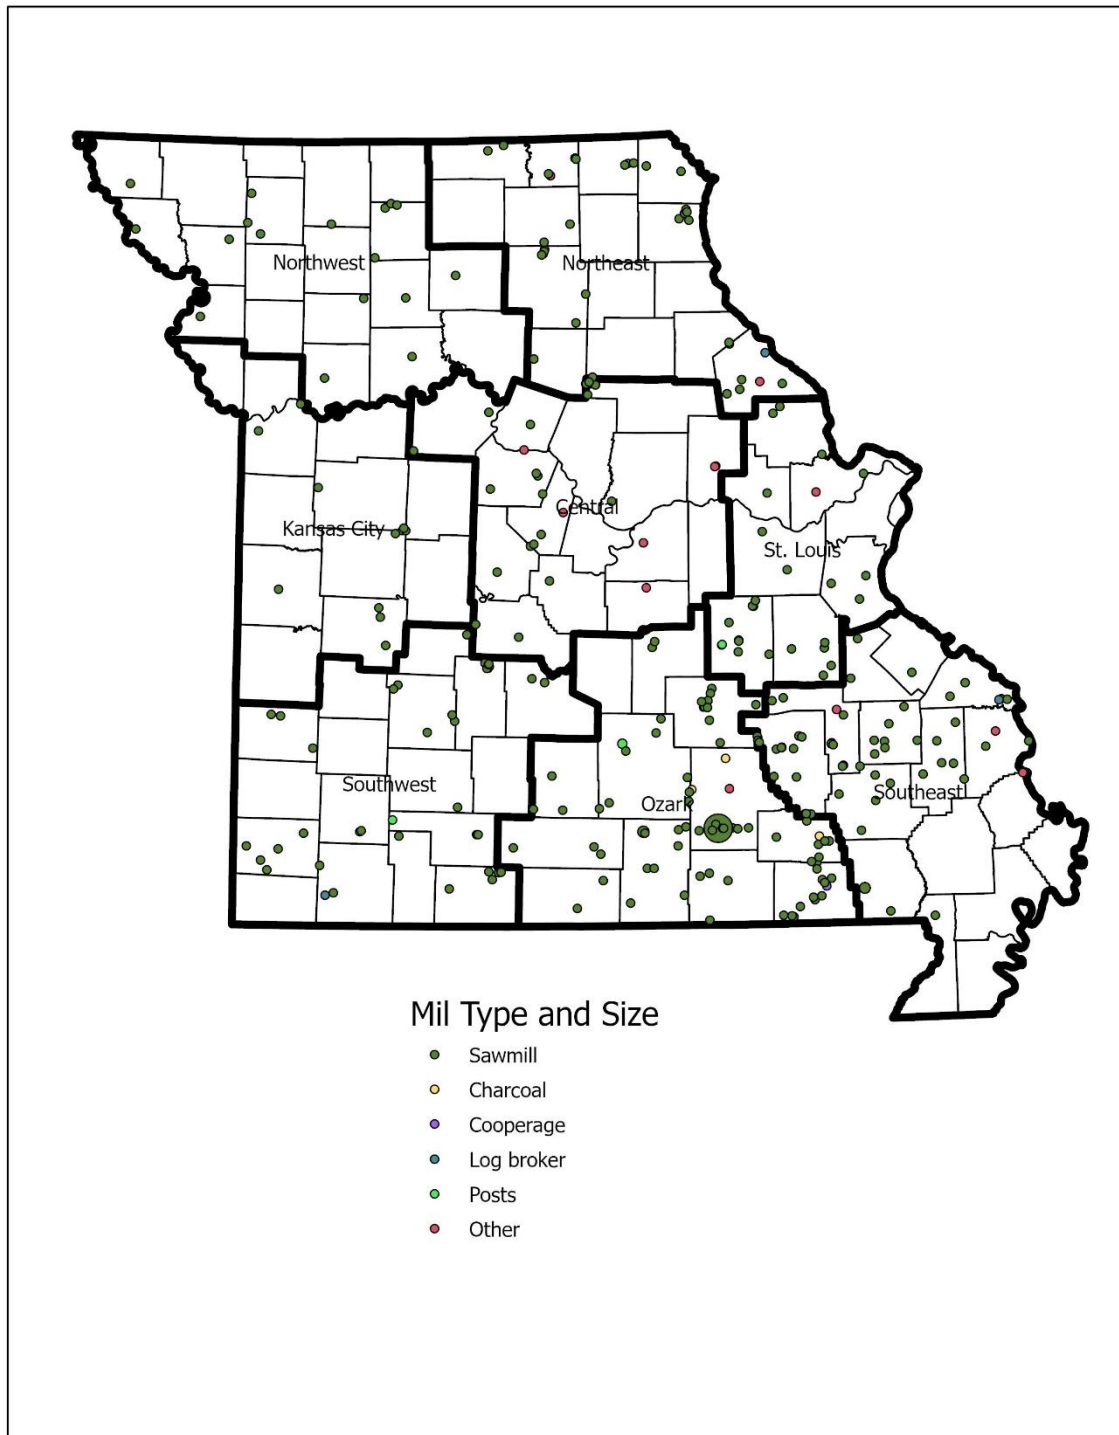 Northwest
Northeast
Kansas City
Central
St. Louis
Southwest
Ozark
Southeast
Mil Type and Size
Sawmill
Charcoal
Cooperage
Log broker
Posts
Other